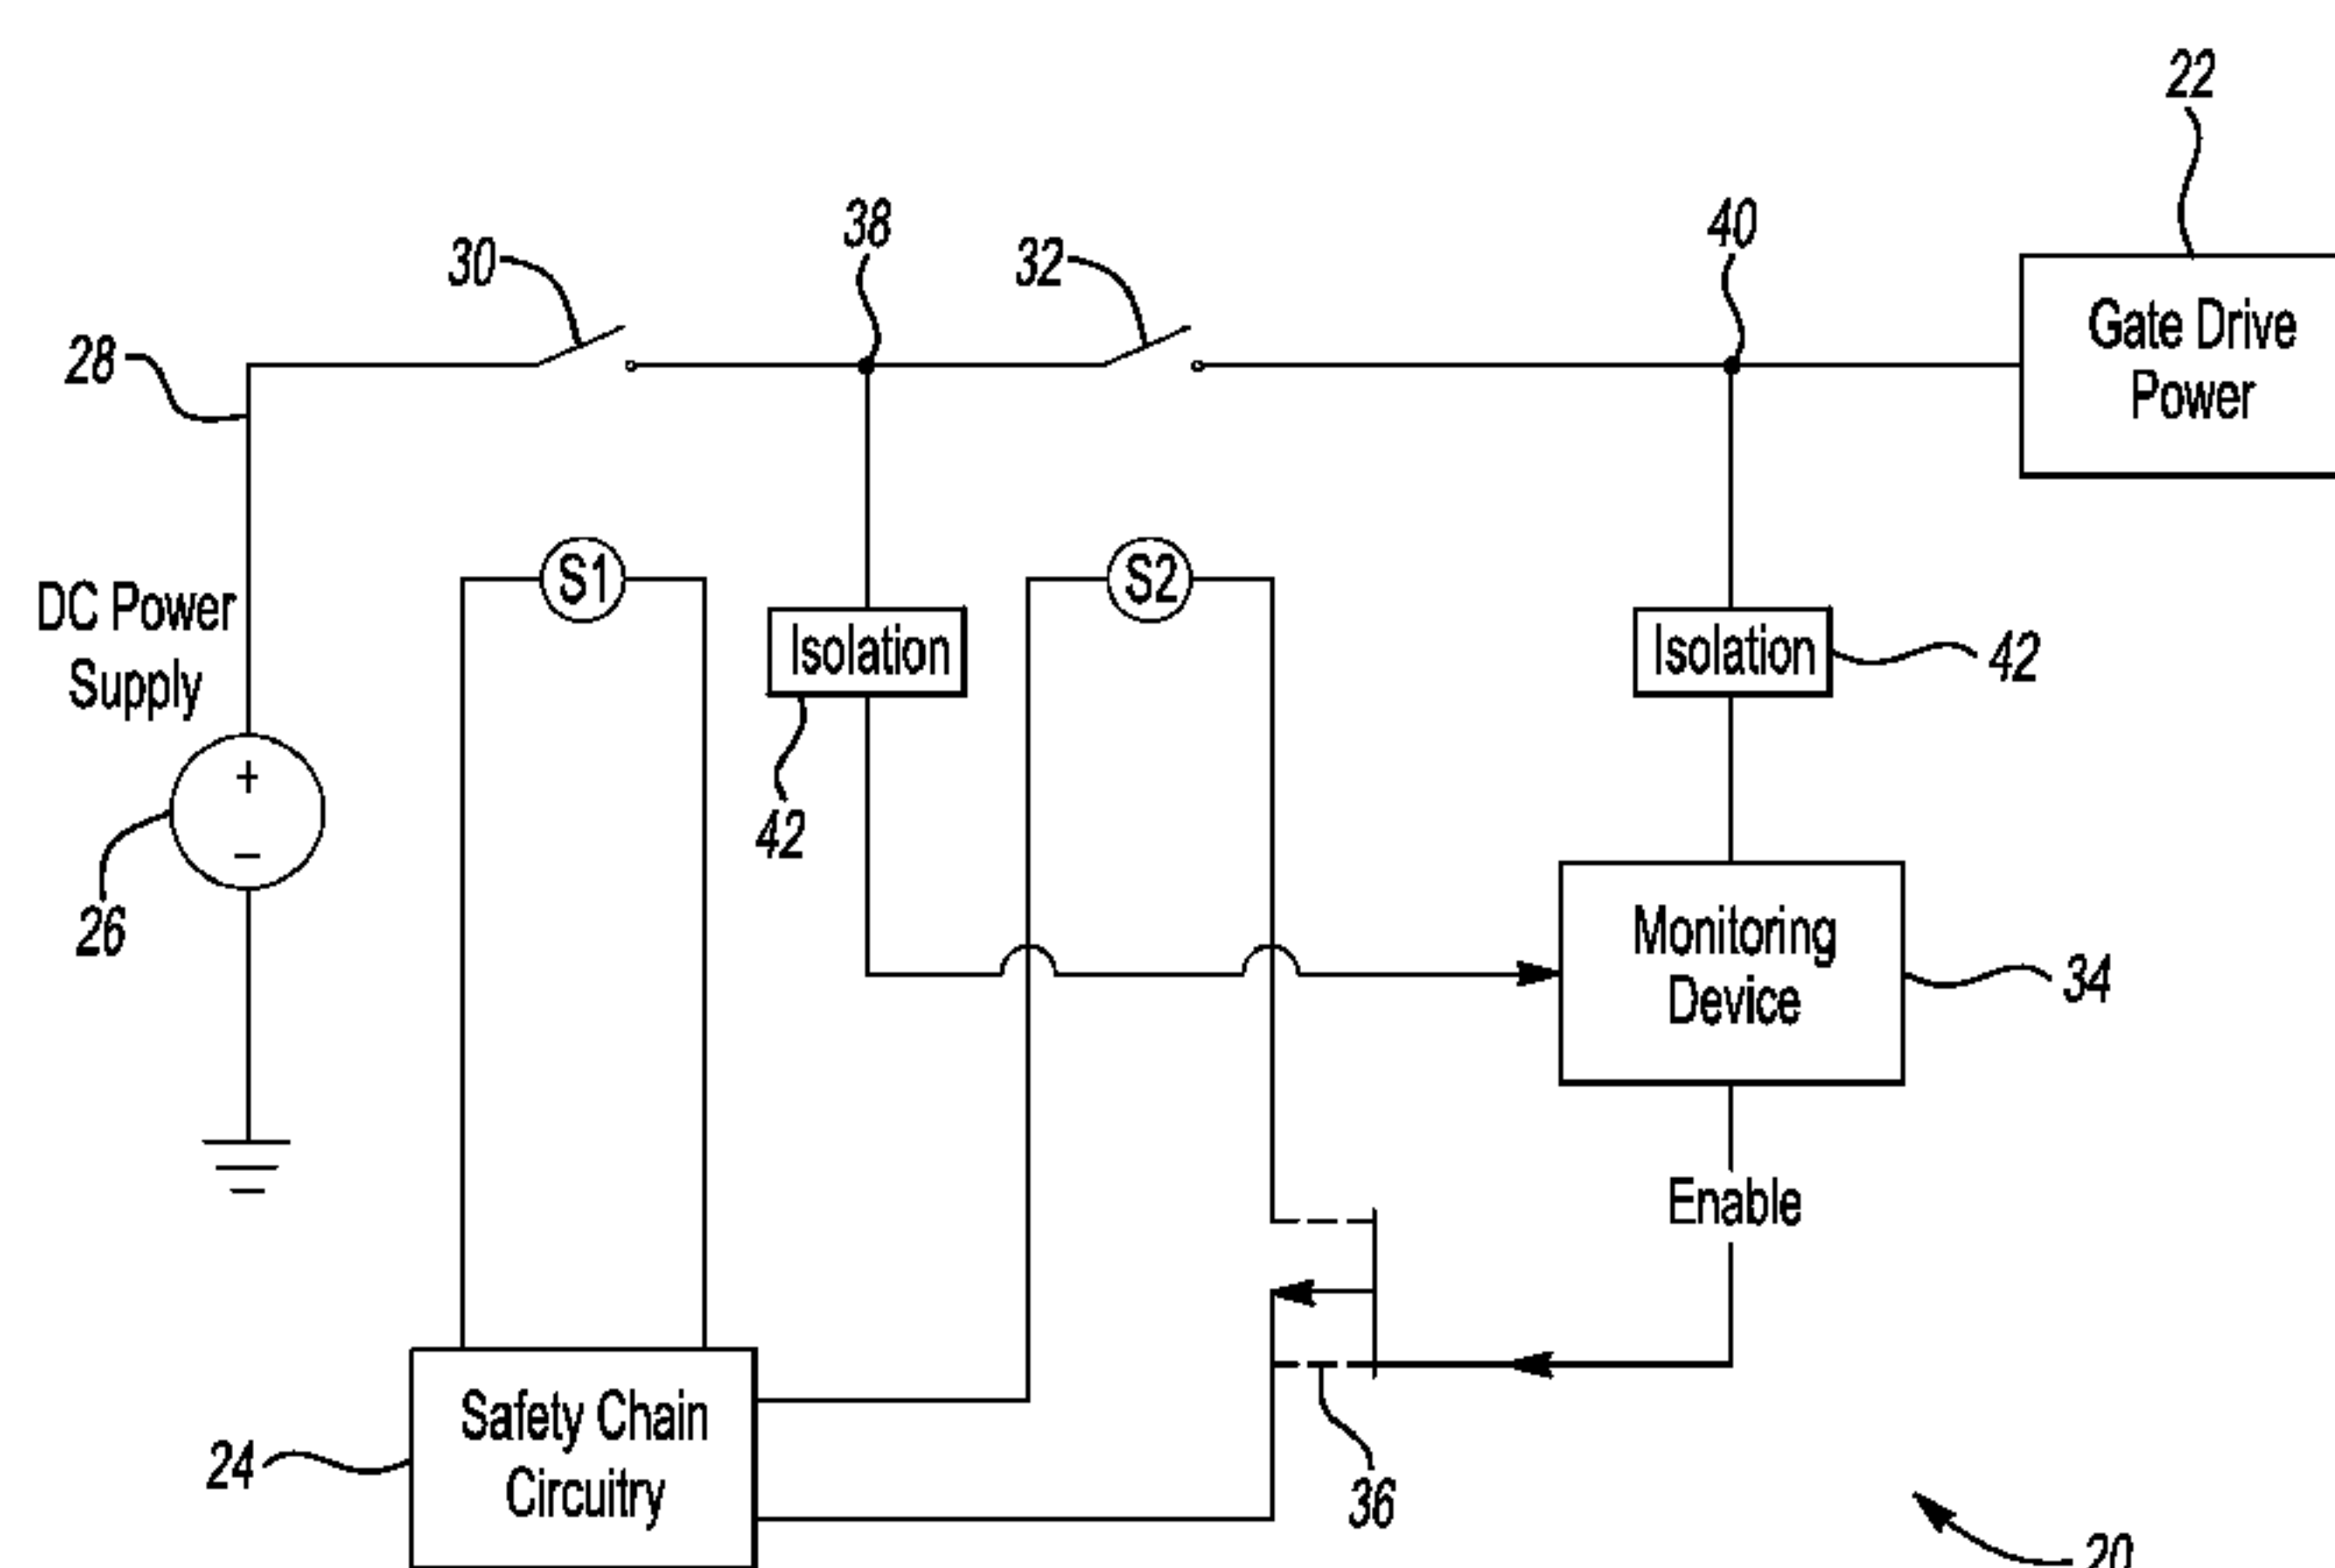 22
30
38
32
40
28
Gate Drive
Power
S1
S2
DC Power
Supply
Isolation
Isolation
42
+
−
42
26
Monitoring
Device
34
Enable
Safety Chain
Circuitry
24
36
20